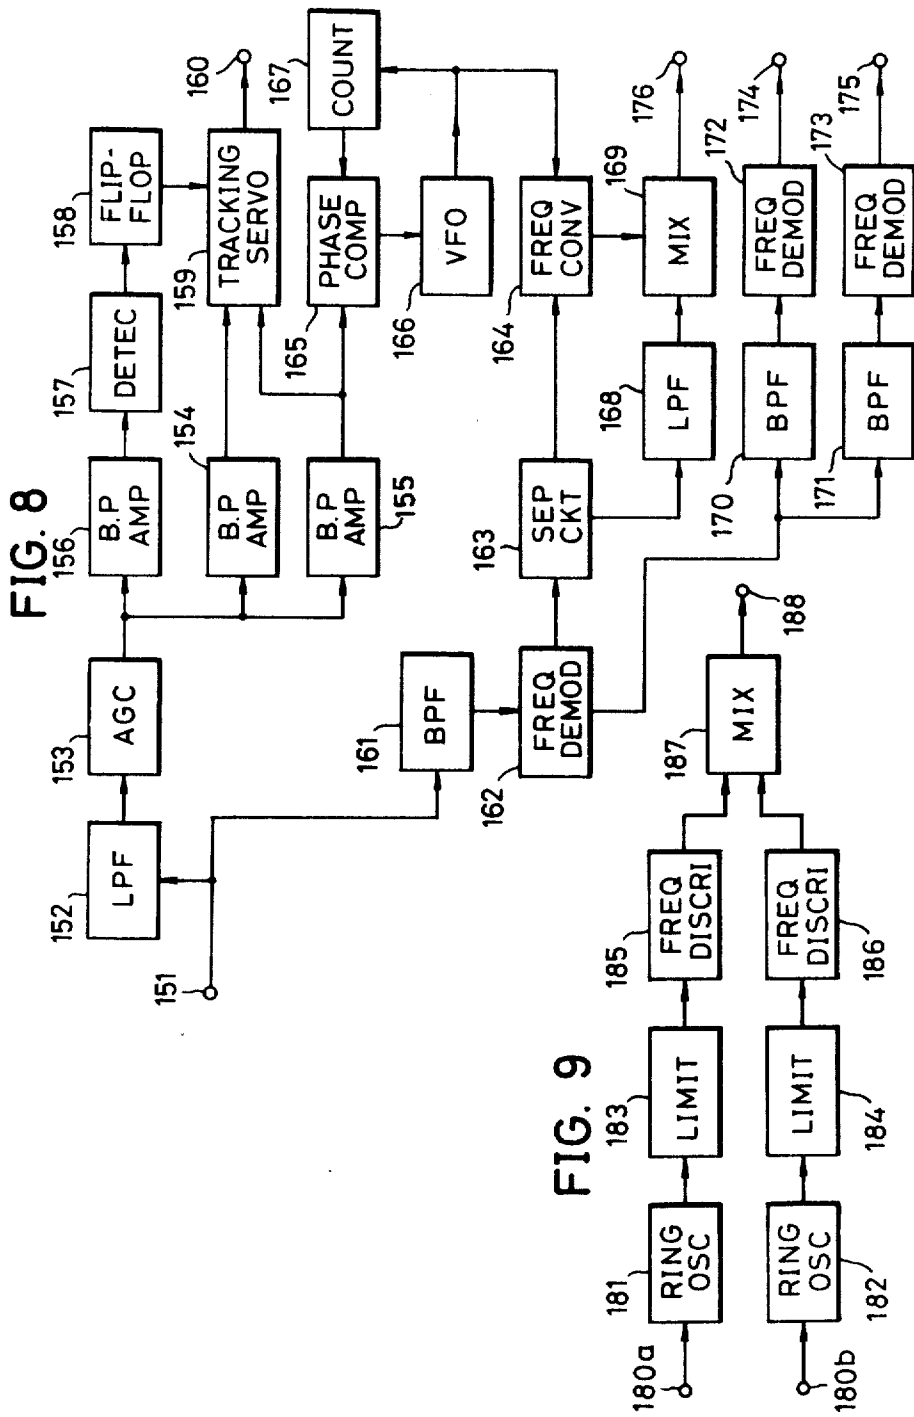 FIG. 8
151
152
LPF
153
AGC
156
B.P
AMP
157
DETEC
158
FLIP-
FLOP
154
B.P
AMP
159
TRACKING
SERVO
160
B.P
AMP
155
165
PHASE
COMP
167
COUNT
166
VFO
161
BPF
162
FREQ
DEMOD
163
SEP
CKT
164
FREQ
CONV
168
LPF
169
MIX
176
170
BPF
172
FREQ
DEMOD
174
171
BPF
173
FREQ
DEMOD
175
FIG. 9
180a
181
RING
OSC
183
LIMIT
185
FREQ
DISCRI
187
MIX
188
180b
RING
OSC
182
LIMIT
184
FREQ
DISCRI
186